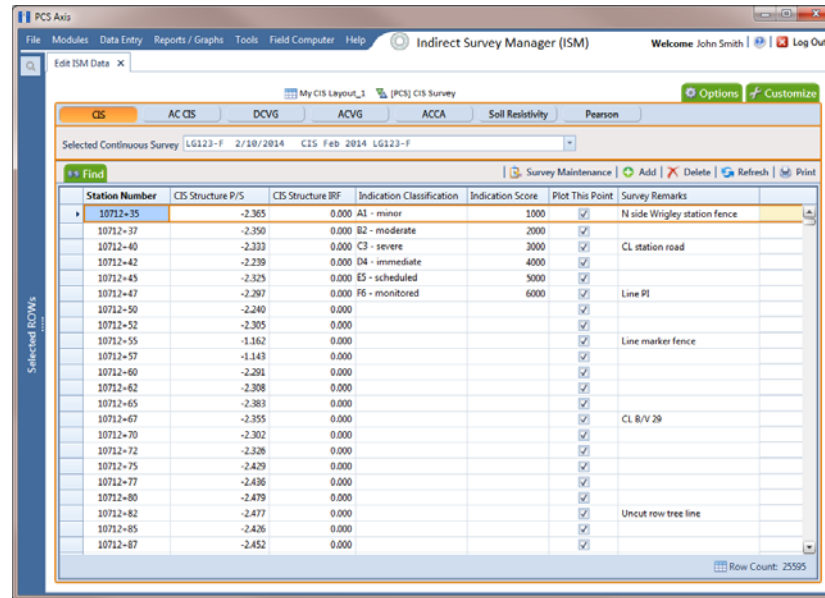 PCS Axis
File Modules Data Entry Reports / Graphs Tools Field Computer Help Indirect Survey Manager (ISM) Welcome John Smith | | Log Out
Edit ISM Data X
My CIS Layout_1 [PCS] CIS Survey Options Customize
CIS AC CIS DCVG ACVG ACCA Soil Resistivity Pearson
Selected Continuous Survey LG123-F 2/10/2014 CIS Feb 2014 LG123-F
Find | Survey Maintenance | Add | Delete | Refresh | Print
Station Number CIS Structure P/S CIS Structure IRF Indication Classification Indication Score Plot This Point Survey Remarks
10712+35 -2.365 0.000 A1 - minor 1000 N side Wrigley station fence
10712+37 -2.350 0.000 B2 - moderate 2000
10712+40 -2.333 0.000 C3 - severe 3000 CL station road
10712+42 -2.239 0.000 D4 - immediate 4000
10712+45 -2.325 0.000 E5 - scheduled 5000
10712+47 -2.297 0.000 F6 - monitored 6000 Line PI
10712+50 -2.240 0.000
10712+52 -2.305 0.000
10712+55 -1.162 0.000 Line marker fence
10712+57 -1.143 0.000
10712+60 -2.291 0.000
10712+62 -2.308 0.000
10712+65 -2.383 0.000
10712+67 -2.355 0.000 CL B/V 29
10712+70 -2.302 0.000
10712+72 -2.326 0.000
10712+75 -2.429 0.000
10712+77 -2.436 0.000
10712+80 -2.479 0.000
10712+82 -2.477 0.000 Uncut row tree line
10712+85 -2.426 0.000
10712+87 -2.452 0.000
Row Count: 25595
Selected ROWs